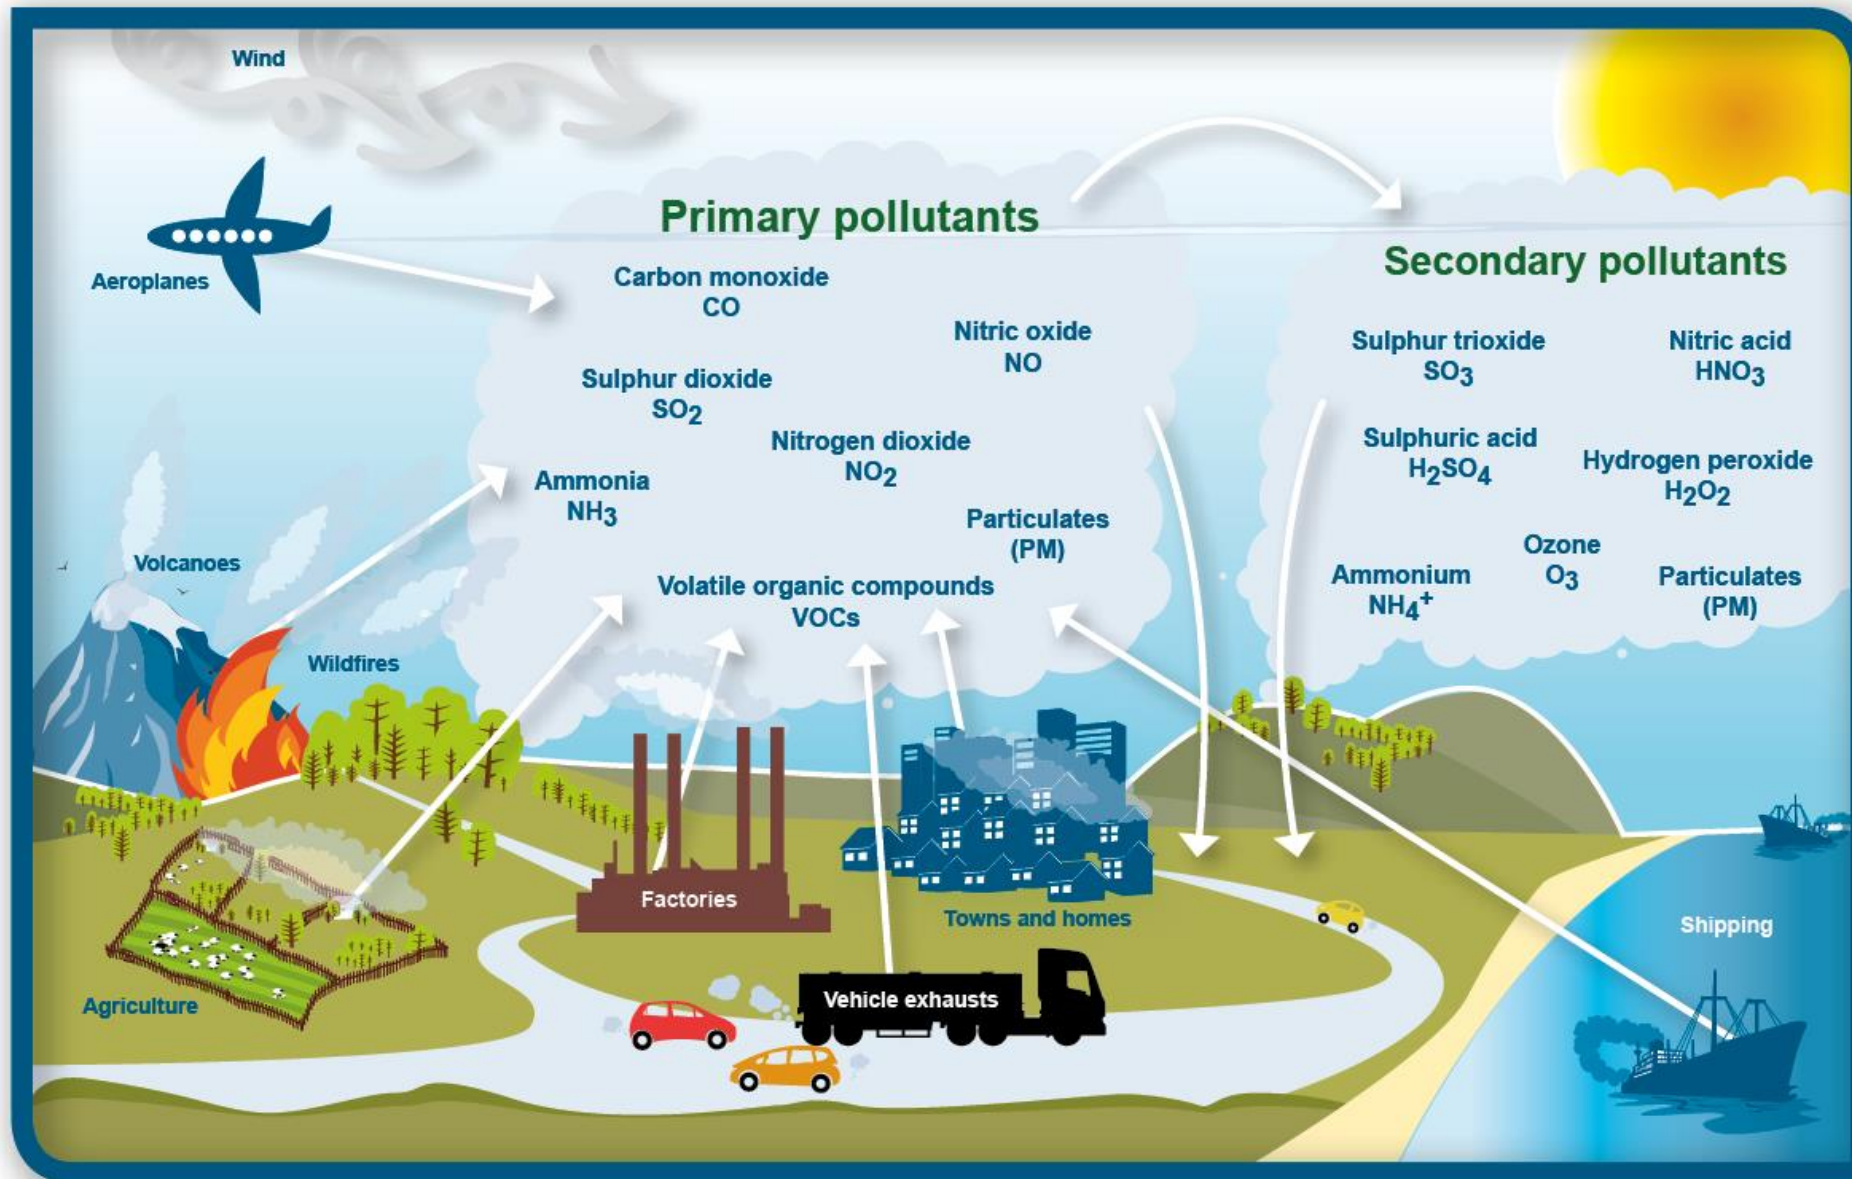 Wind
Aeroplanes
Primary pollutants
Carbon monoxide
CO
Nitric oxide
NO
Sulphur dioxide
SO2
Nitrogen dioxide
NO2
Ammonia
NH3
Particulates
(PM)
Volatile organic compounds
VOCs
Secondary pollutants
Sulphur trioxide
SO3
Nitric acid
HNO3
Sulphuric acid
H2SO4
Hydrogen peroxide
H2O2
Ozone
O3
Ammonium
NH4+
Particulates
(PM)
Volcanoes
Wildfires
Factories
Towns and homes
Shipping
Vehicle exhausts
Agriculture